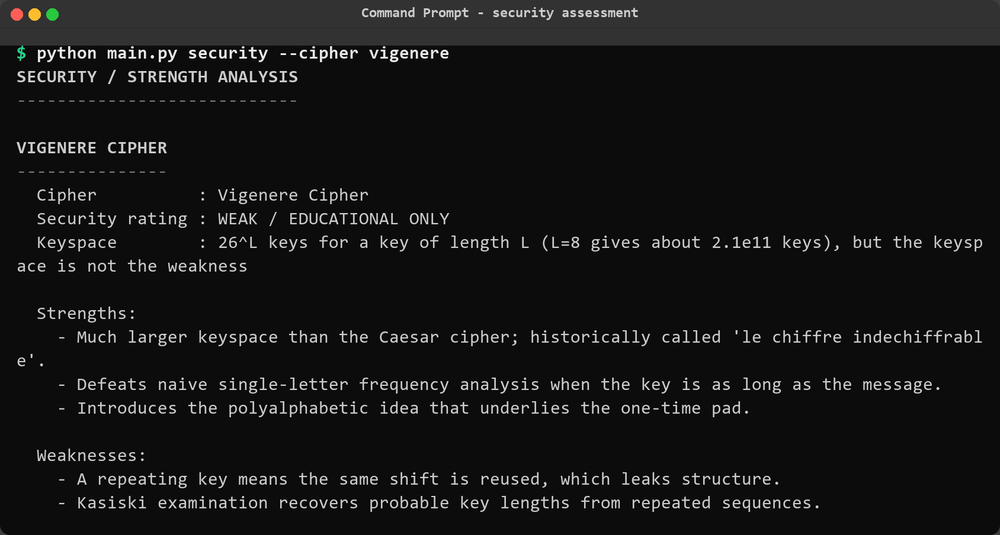 Command Prompt - security assessment
$ python main.py security --cipher vigenere
SECURITY / STRENGTH ANALYSIS
----------------------------
VIGENERE CIPHER
---------------
Cipher : Vigenere Cipher
Security rating : WEAK / EDUCATIONAL ONLY
Keyspace : 26^L keys for a key of length L (L=8 gives about 2.1e11 keys), but the keysp
ace is not the weakness
Strengths:
- Much larger keyspace than the Caesar cipher; historically called 'le chiffre indechiffrabl
e'.
- Defeats naive single-letter frequency analysis when the key is as long as the message.
- Introduces the polyalphabetic idea that underlies the one-time pad.
Weaknesses:
- A repeating key means the same shift is reused, which leaks structure.
- Kasiski examination recovers probable key lengths from repeated sequences.